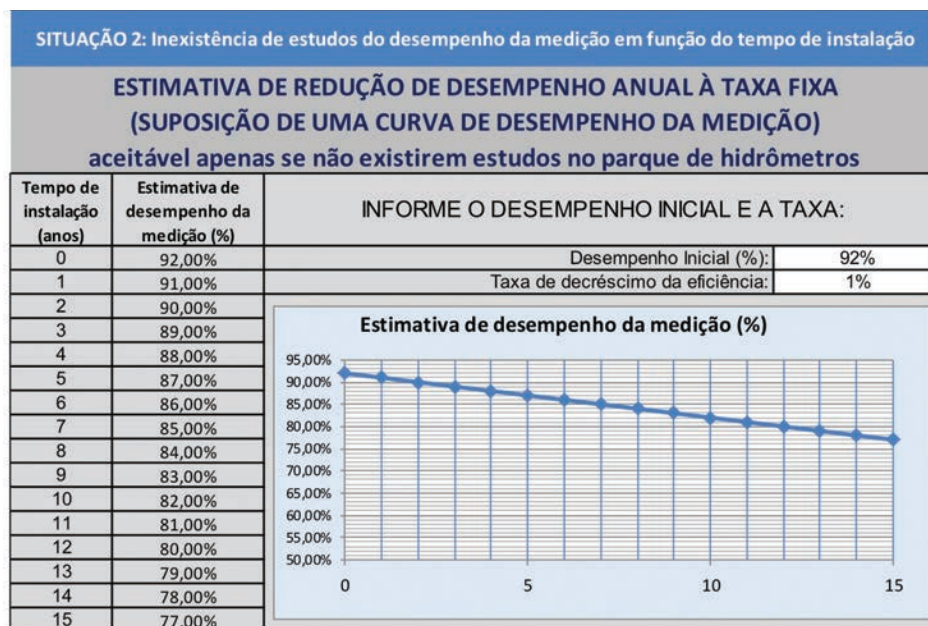 SITUAÇÃO 2: Inexistência de estudos do desempenho da medição em função do tempo de instalação
ESTIMATIVA DE REDUÇÃO DE DESEMPENHO ANUAL À TAXA FIXA
(SUPOSIÇÃO DE UMA CURVA DE DESEMPENHO DA MEDIÇÃO)
aceitável apenas se não existirem estudos no parque de hidrômetros
Tempo de
instalação
(anos)
Estimativa de
desempenho da
medição (%)
INFORME O DESEMPENHO INICIAL E A TAXA:
0 92,00%
Desempenho Inicial (%): 92%
1 91,00%
Taxa de decréscimo da eficiência: 1%
2 90,00%
3 89,00%
4 88,00%
5 87,00%
6 86,00%
7 85,00%
8 84,00%
9 83,00%
10 82,00%
11 81,00%
12 80,00%
13 79,00%
14 78,00%
15 77,00%
Estimativa de desempenho da medição (%)
95,00%
90,00%
85,00%
80,00%
75,00%
70,00%
65,00%
60,00%
55,00%
50,00%
0 5 10 15